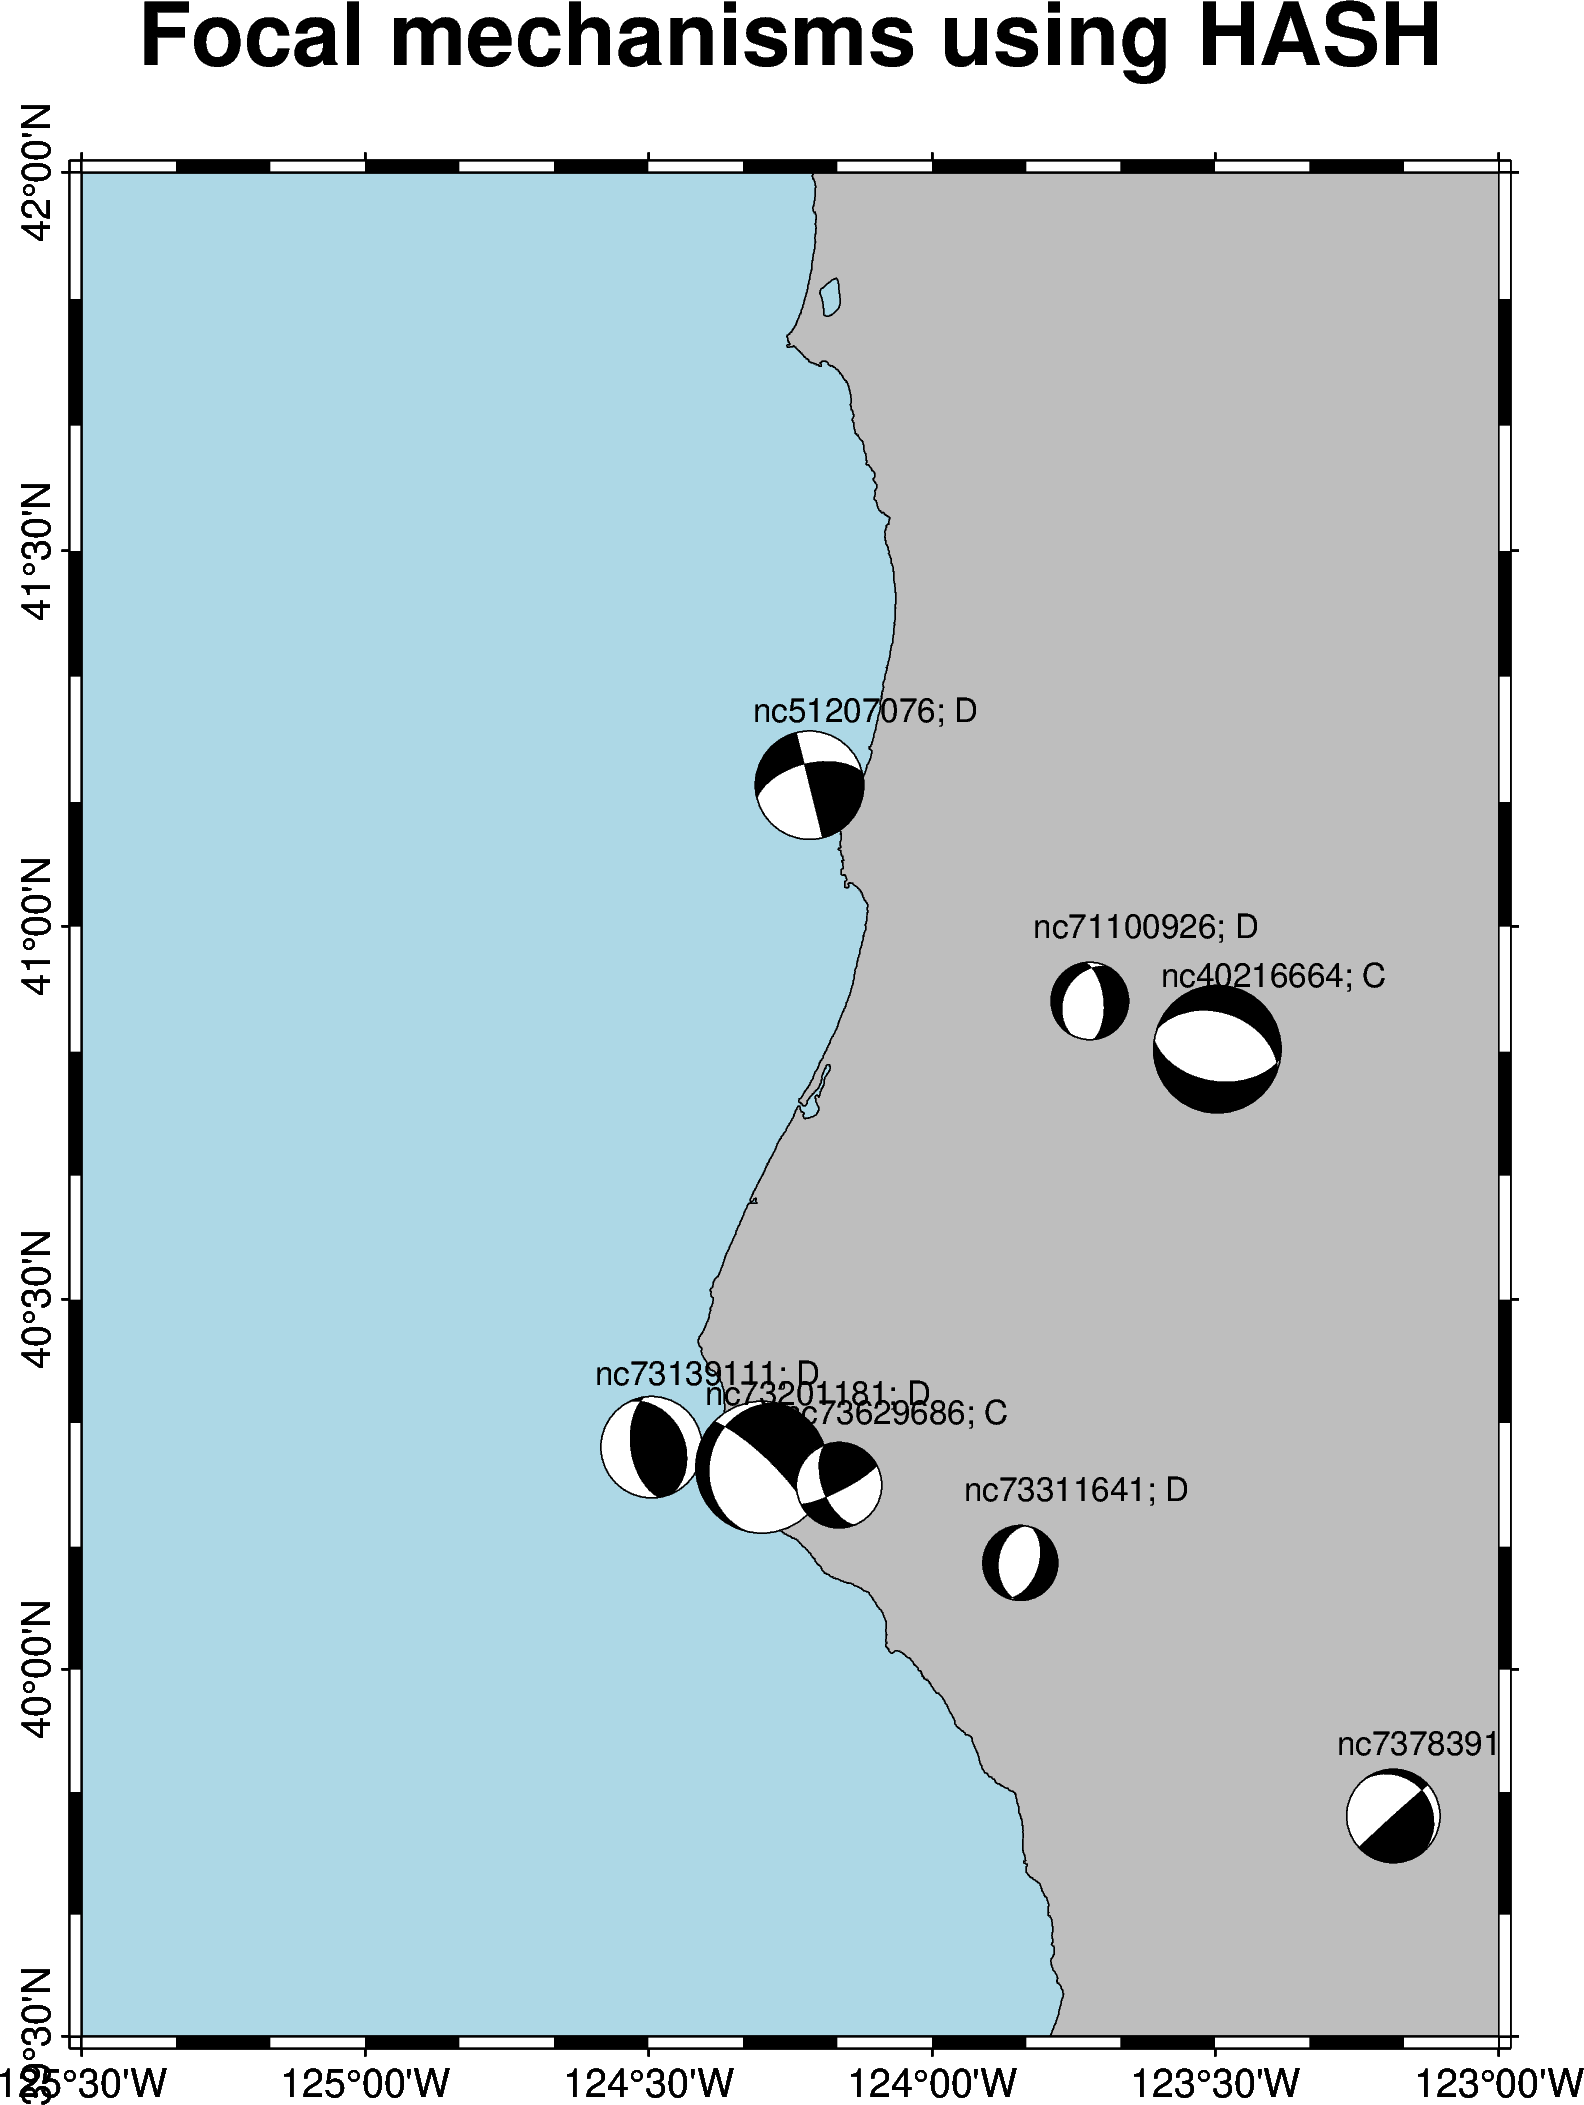 Focal mechanisms using HASH
42°00'N
41°30'N
nc51207076; D
41°00'N
nc71100926; D
nc40216664; C
40°30'N
nc73139111; D
nc73201181; D
nc73629686; C
nc73311641; D
40°00'N
nc7378391
39°30'N
125°30'W
125°00'W
124°30'W
124°00'W
123°30'W
123°00'W